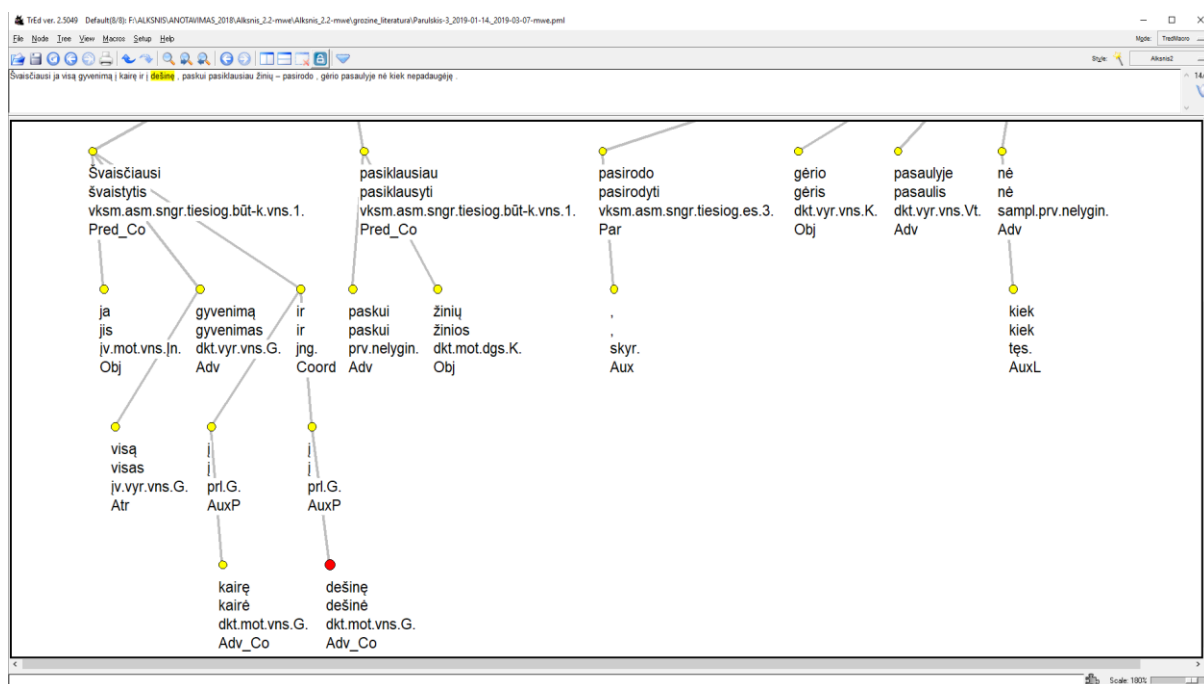 TrEd ver. 2.5049 Default(8/8): F:\ALKSNIS\ANOTAVIMAS_2018\Alksnis_2.2-mwe\Alksnis_2.2-mwe\grozine_literatura\Parulskis-3_2019-01-14,_2019-03-07-mwe.pml
File Node Tree View Macros Setup Help
Mode: TredMacro
Style: Alksnis2
Švaisčiausi ja visą gyvenimą į kairę ir į dešinę , paskui pasiklausiau žinių – pasirodo , gėrio pasaulyje nė kiek nepadaugėję .
Švaisčiausi pasiklausiau pasirodo gėrio pasaulyje nė
švaistytis pasiklausyti pasirodyti gėris pasaulis nė
vksm.asm.sngr.tiesiog.būt-k.vns.1. vksm.asm.sngr.tiesiog.būt-k.vns.1. vksm.asm.sngr.tiesiog.es.3. dkt.vyr.vns.K. dkt.vyr.vns.Vt. sampl.prv.nelygin.
Pred_Co Pred_Co Par Obj Adv Adv
ja gyvenimą ir paskui žinių , kiek
jis gyvenimas ir paskui žinios , kiek
įv.mot.vns.Įn. dkt.vyr.vns.G. jng. prv.nelygin. dkt.mot.dgs.K. skyr. tęs.
Obj Adv Coord Adv Obj Aux AuxL
visą į į
visas į į
įv.vyr.vns.G. prl.G. prl.G.
Atr AuxP AuxP
kairę dešinę
kairė dešinė
dkt.mot.vns.G. dkt.mot.vns.G.
Adv_Co Adv_Co
Scale: 180%